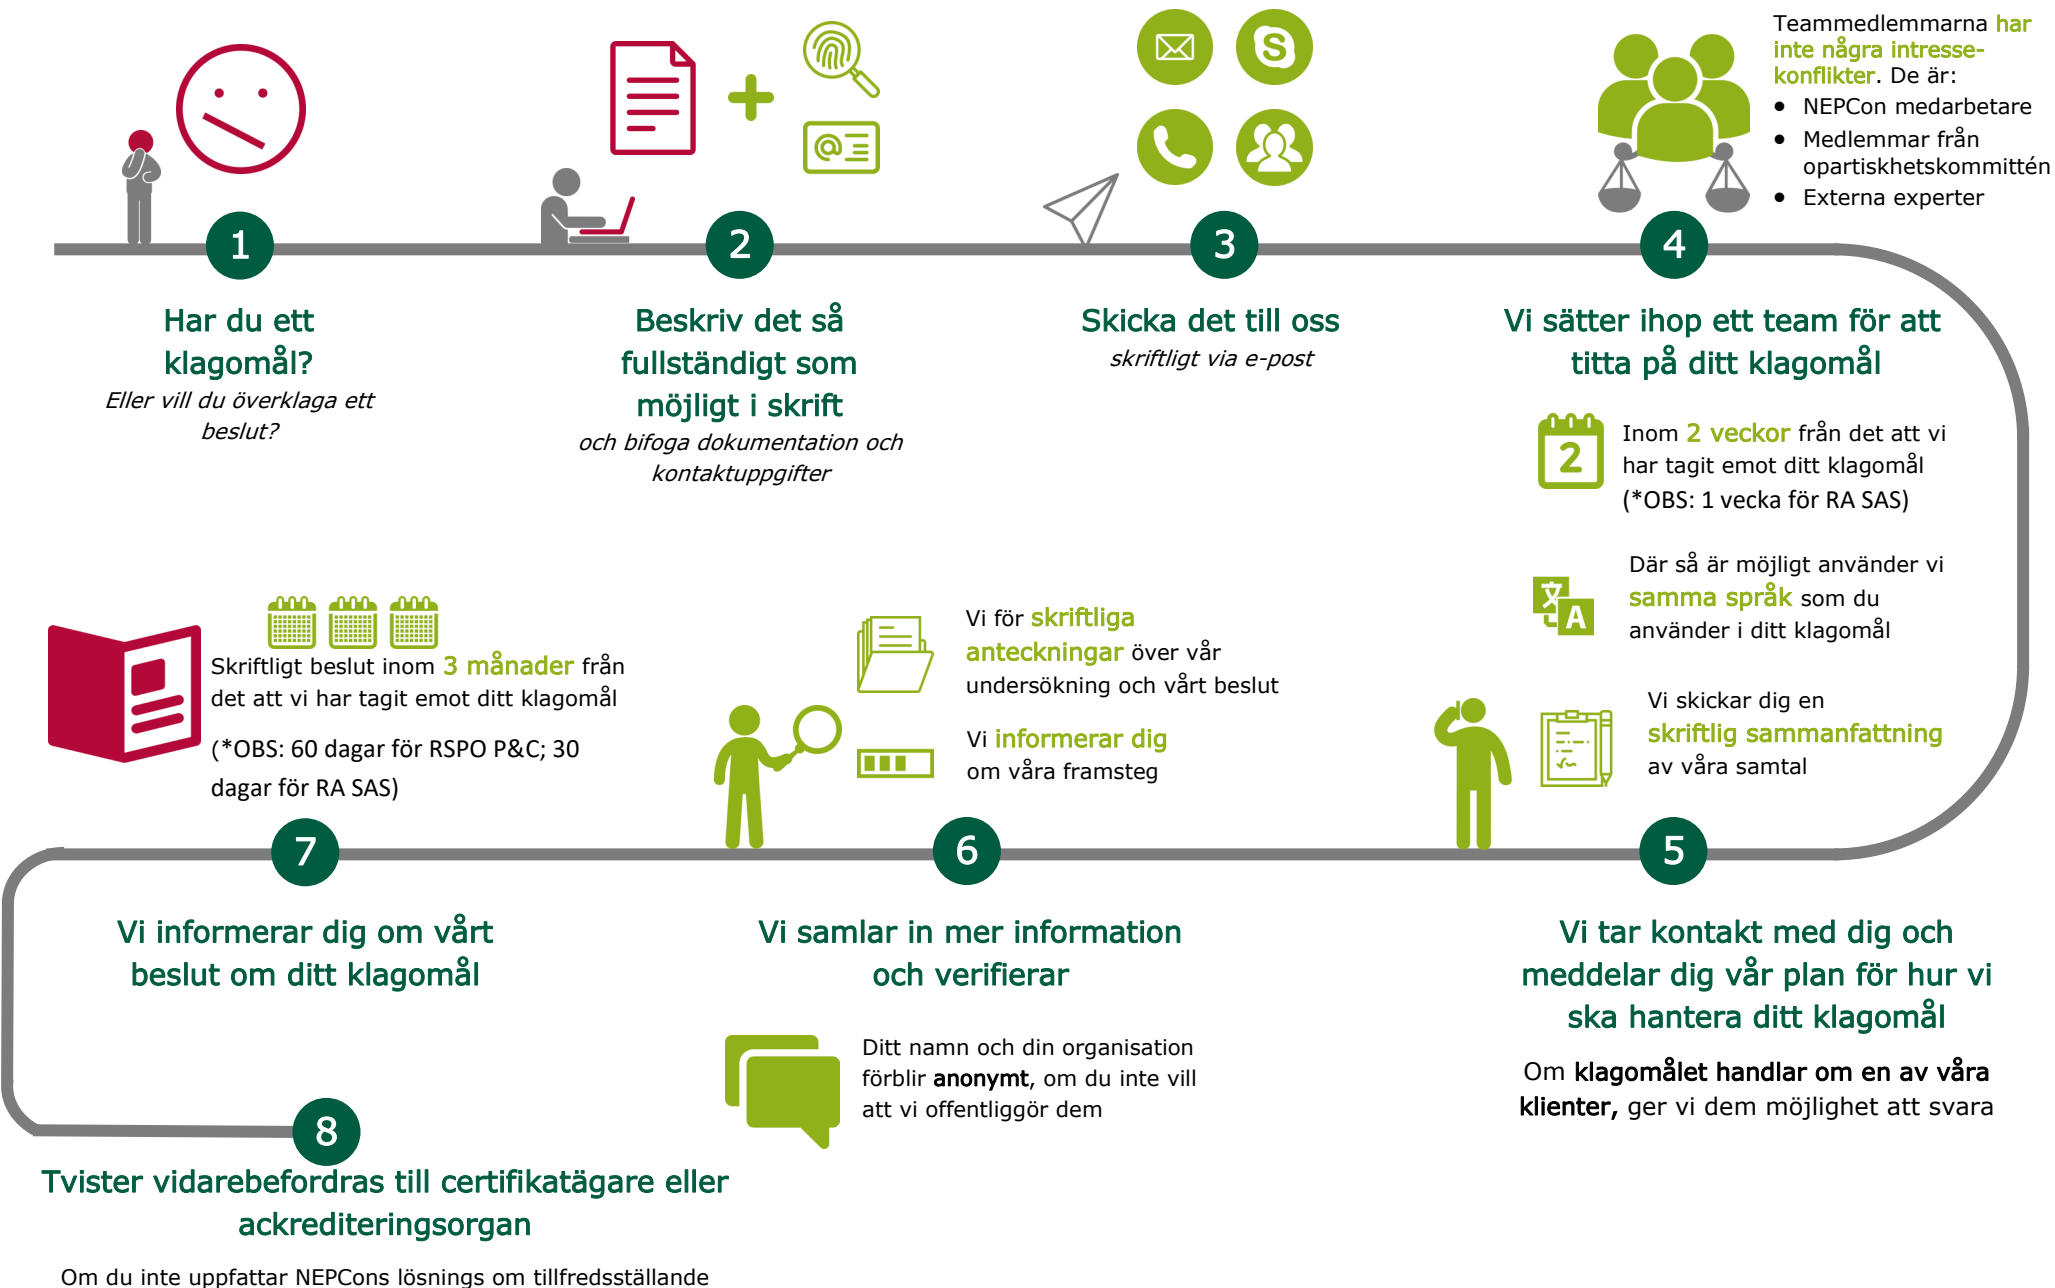 1
Har du ett
klagomål?
Eller vill du överklaga ett
beslut?
2
Beskriv det så
fullständigt som
möjligt i skrift
och bifoga dokumentation och
kontaktuppgifter
3
Skicka det till oss
skriftligt via e-post
Teammedlemmarna har
inte några intresse-
konflikter. De är:
• NEPCon medarbetare
• Medlemmar från
opartiskhetskommittén
• Externa experter
4
Vi sätter ihop ett team för att
titta på ditt klagomål
2
Inom 2 veckor från det att vi
har tagit emot ditt klagomål
(*OBS: 1 vecka för RA SAS)
Där så är möjligt använder vi
samma språk som du
använder i ditt klagomål
Vi skickar dig en
skriftlig sammanfattning
av våra samtal
5
Vi tar kontakt med dig och
meddelar dig vår plan för hur vi
ska hantera ditt klagomål
Om klagomålet handlar om en av våra
klienter, ger vi dem möjlighet att svara
Vi för skriftliga
anteckningar över vår
undersökning och vårt beslut
Vi informerar dig
om våra framsteg
6
Vi samlar in mer information
och verifierar
Ditt namn och din organisation
förblir anonymt, om du inte vill
att vi offentliggör dem
Skriftligt beslut inom 3 månader från
det att vi har tagit emot ditt klagomål
(*OBS: 60 dagar för RSPO P&C; 30
dagar för RA SAS)
7
Vi informerar dig om vårt
beslut om ditt klagomål
8
Tvister vidarebefordras till certifikatägare eller
ackrediteringsorgan
Om du inte uppfattar NEPCons lösnings om tillfredsställande